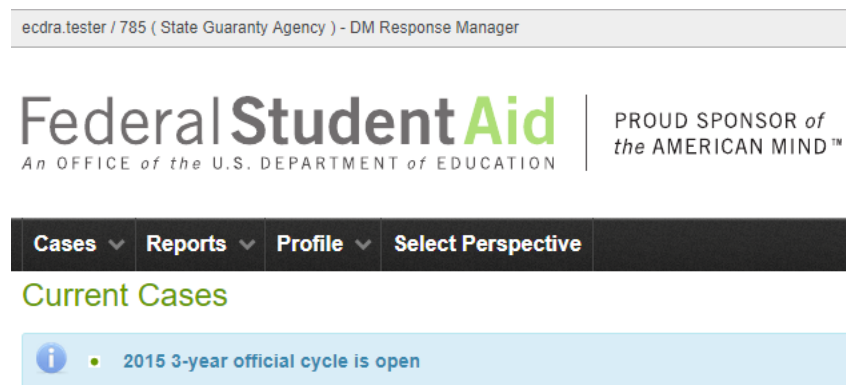 ecdra.tester / 785 ( State Guaranty Agency ) - DM Response Manager
Federal Student Aid
An OFFICE of the U.S. DEPARTMENT of EDUCATION
PROUD SPONSOR of
the AMERICAN MIND™
Cases Reports Profile Select Perspective
Current Cases
2015 3-year official cycle is open